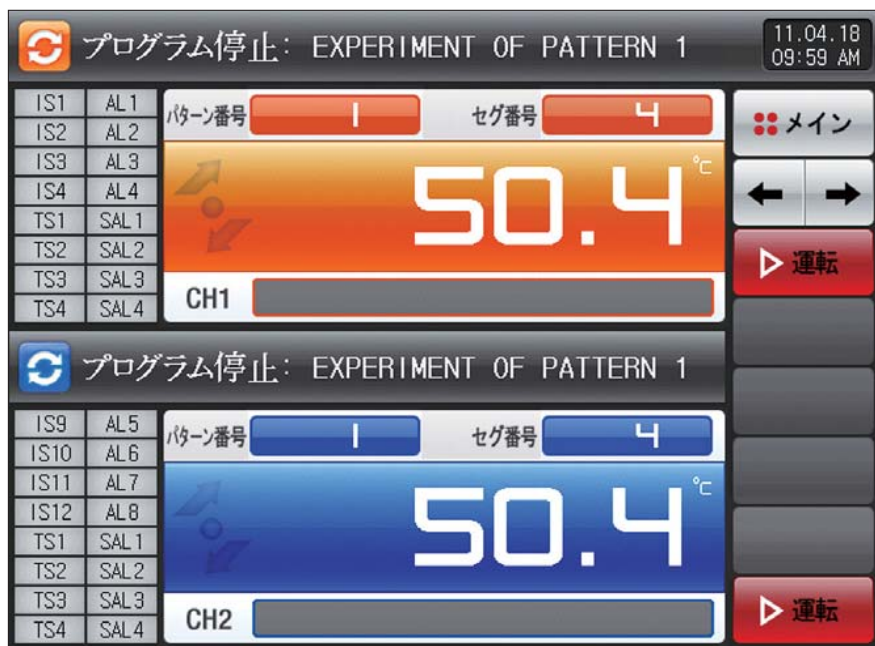 プログラム停止: EXPERIMENT OF PATTERN 1
11.04.18
09:59 AM
IS1 AL1
IS2 AL2
IS3 AL3
IS4 AL4
TS1 SAL1
TS2 SAL2
TS3 SAL3
TS4 SAL4
パターン番号 1 セグ番号 4
50.4 ℃
CH1
メイン
運転
プログラム停止: EXPERIMENT OF PATTERN 1
IS9 AL5
IS10 AL6
IS11 AL7
IS12 AL8
TS1 SAL1
TS2 SAL2
TS3 SAL3
TS4 SAL4
パターン番号 1 セグ番号 4
50.4 ℃
CH2
運転